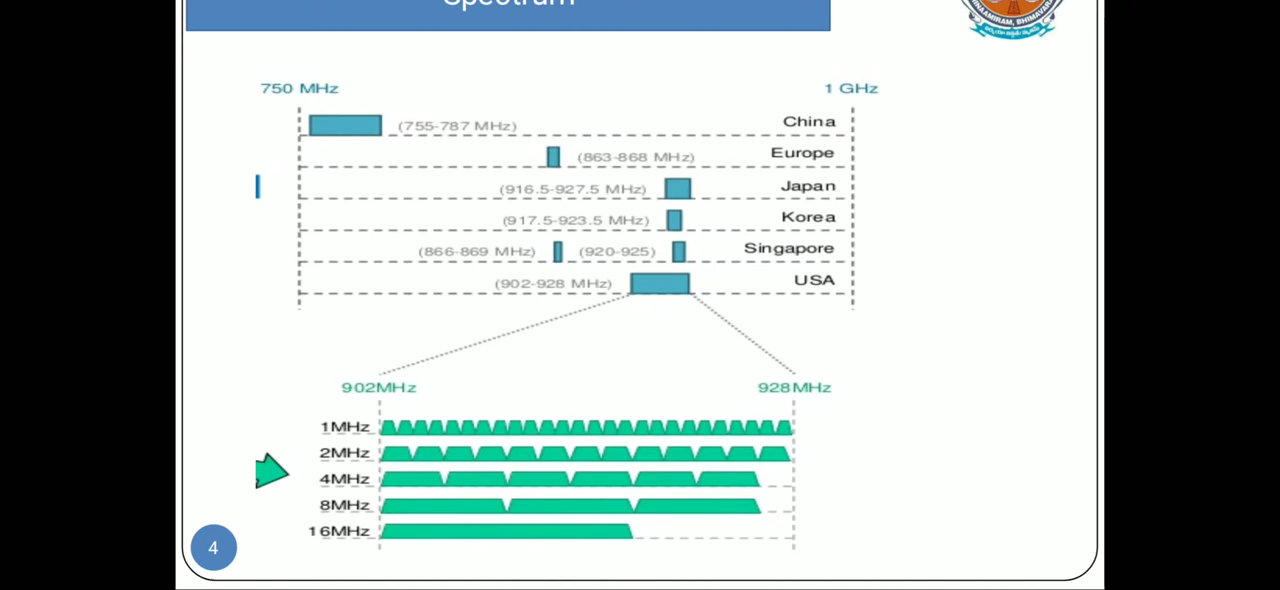 Spectrum
750 MHz 1 GHz
(755-787 MHz) China
(863-868 MHz) Europe
(916.5-927.5 MHz) Japan
(917.5-923.5 MHz) Korea
(866-869 MHz) (920-925) Singapore
(902-928 MHz) USA
902MHz 928MHz
1MHz
2MHz
4MHz
8MHz
16MHz
4